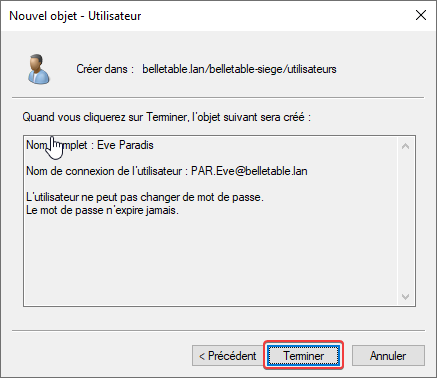 Nouvel objet - Utilisateur
Créer dans : belletable.lan/belletable-siege/utilisateurs
Quand vous cliquerez sur Terminer, l'objet suivant sera créé :
Nom complet : Eve Paradis
Nom de connexion de l'utilisateur : PAR.Eve@belletable.lan
L'utilisateur ne peut pas changer de mot de passe.
Le mot de passe n'expire jamais.
< Précédent Terminer Annuler